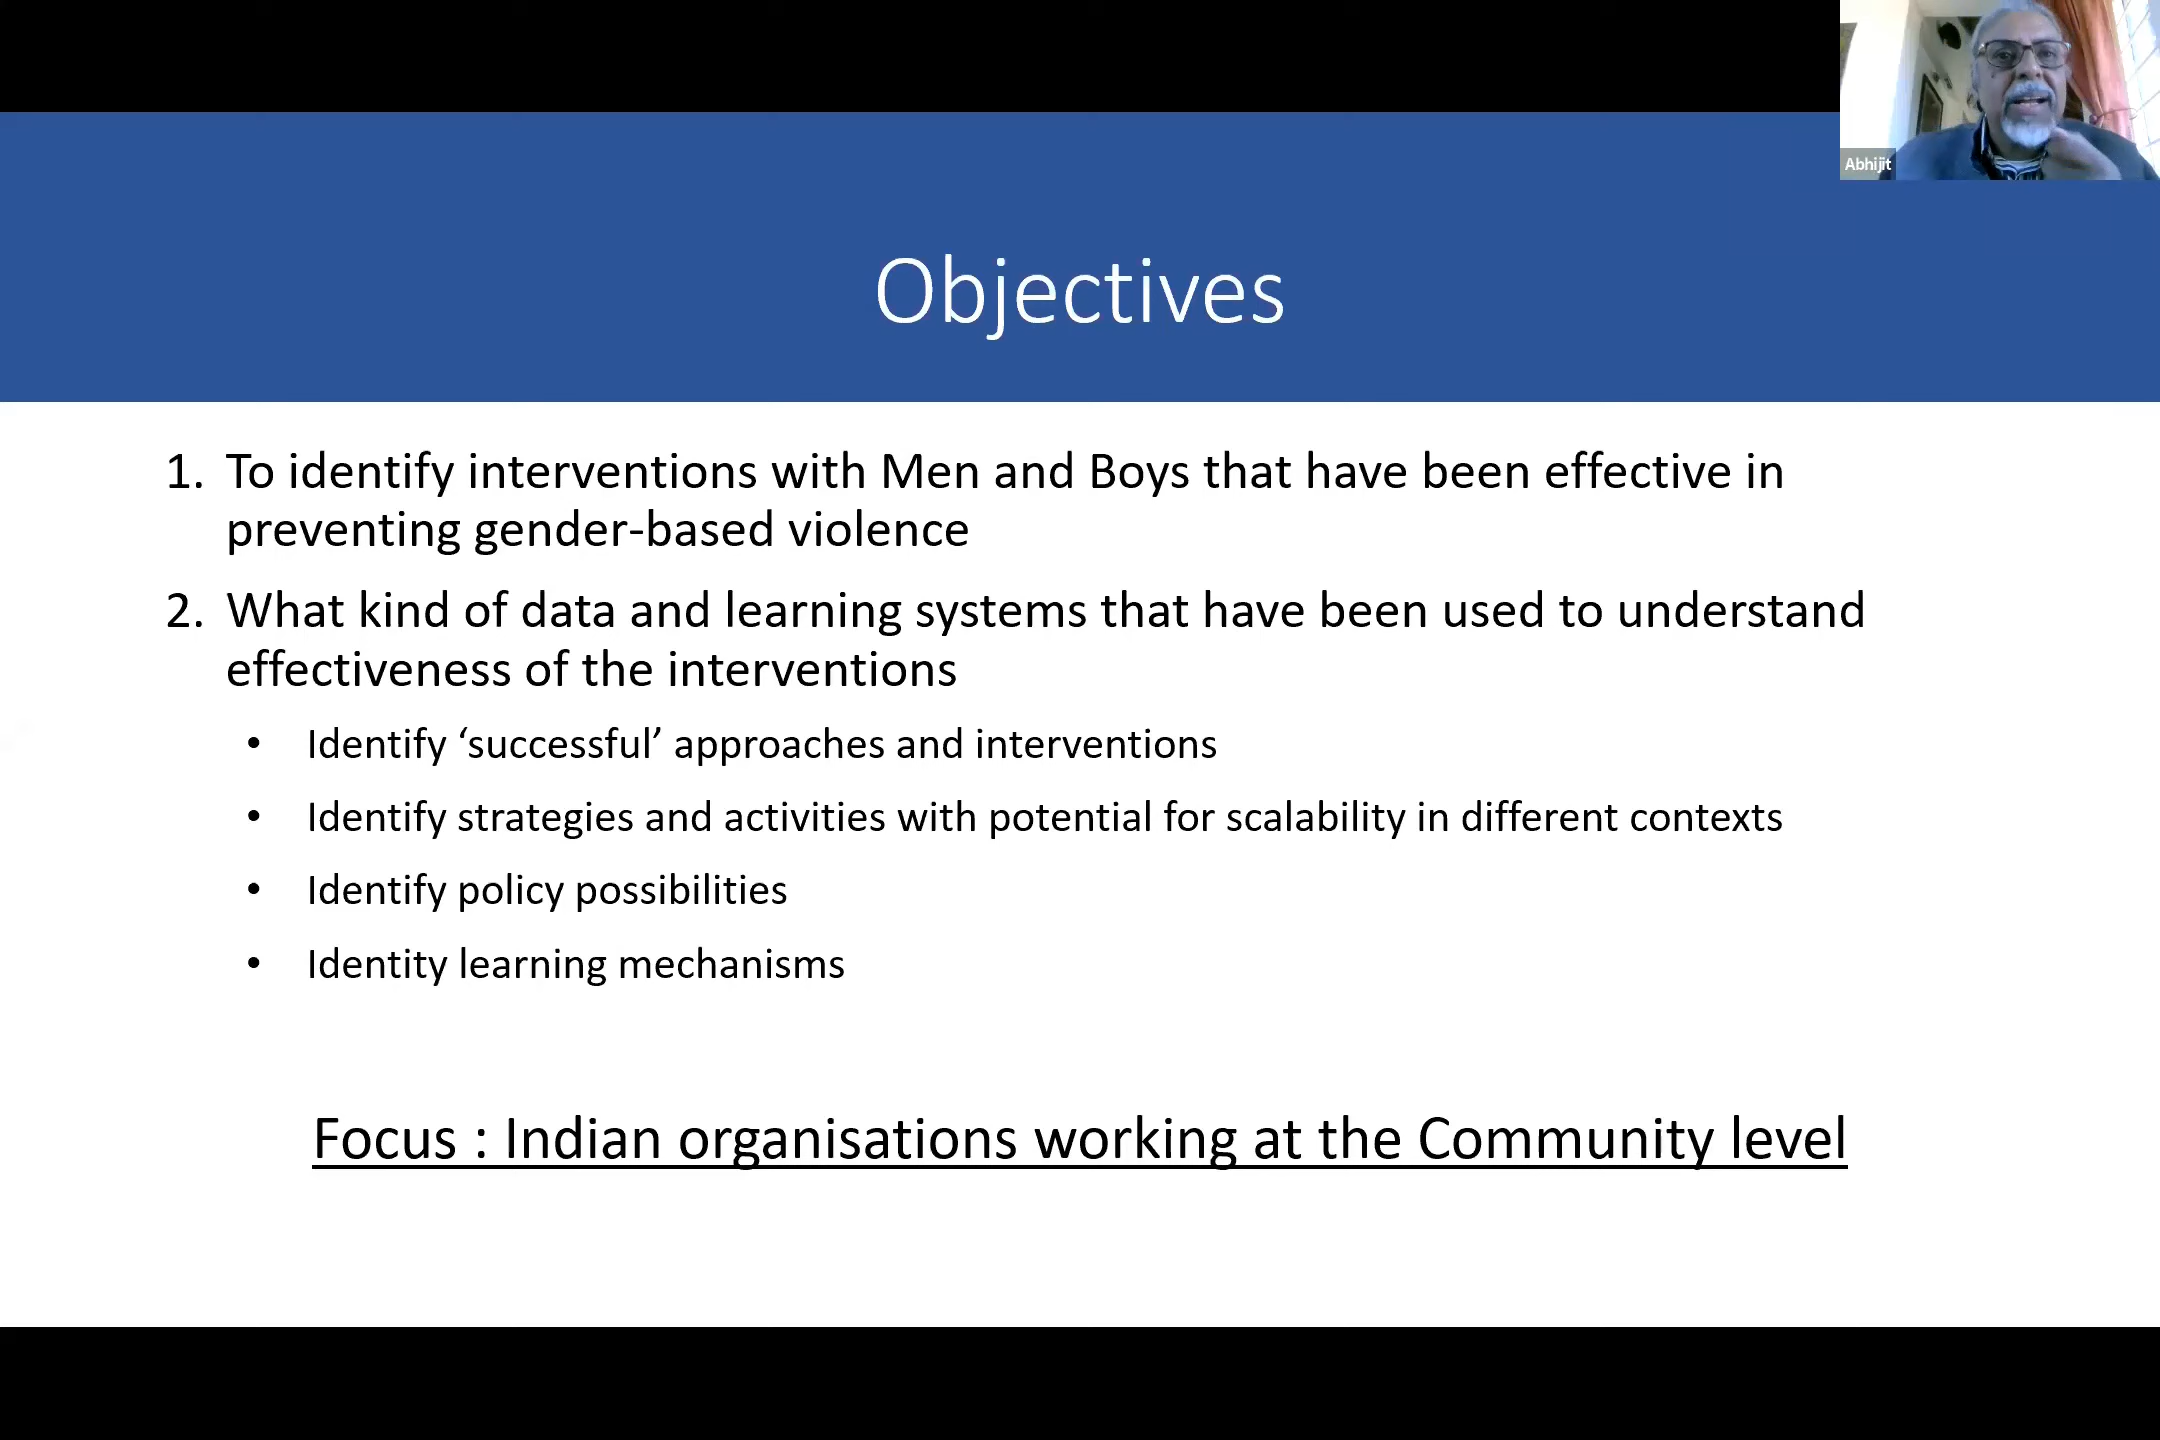 Abhijit
Objectives
1. To identify interventions with Men and Boys that have been effective in
preventing gender-based violence
2. What kind of data and learning systems that have been used to understand
effectiveness of the interventions
• Identify ‘successful’ approaches and interventions
• Identify strategies and activities with potential for scalability in different contexts
• Identify policy possibilities
• Identity learning mechanisms
Focus : Indian organisations working at the Community level